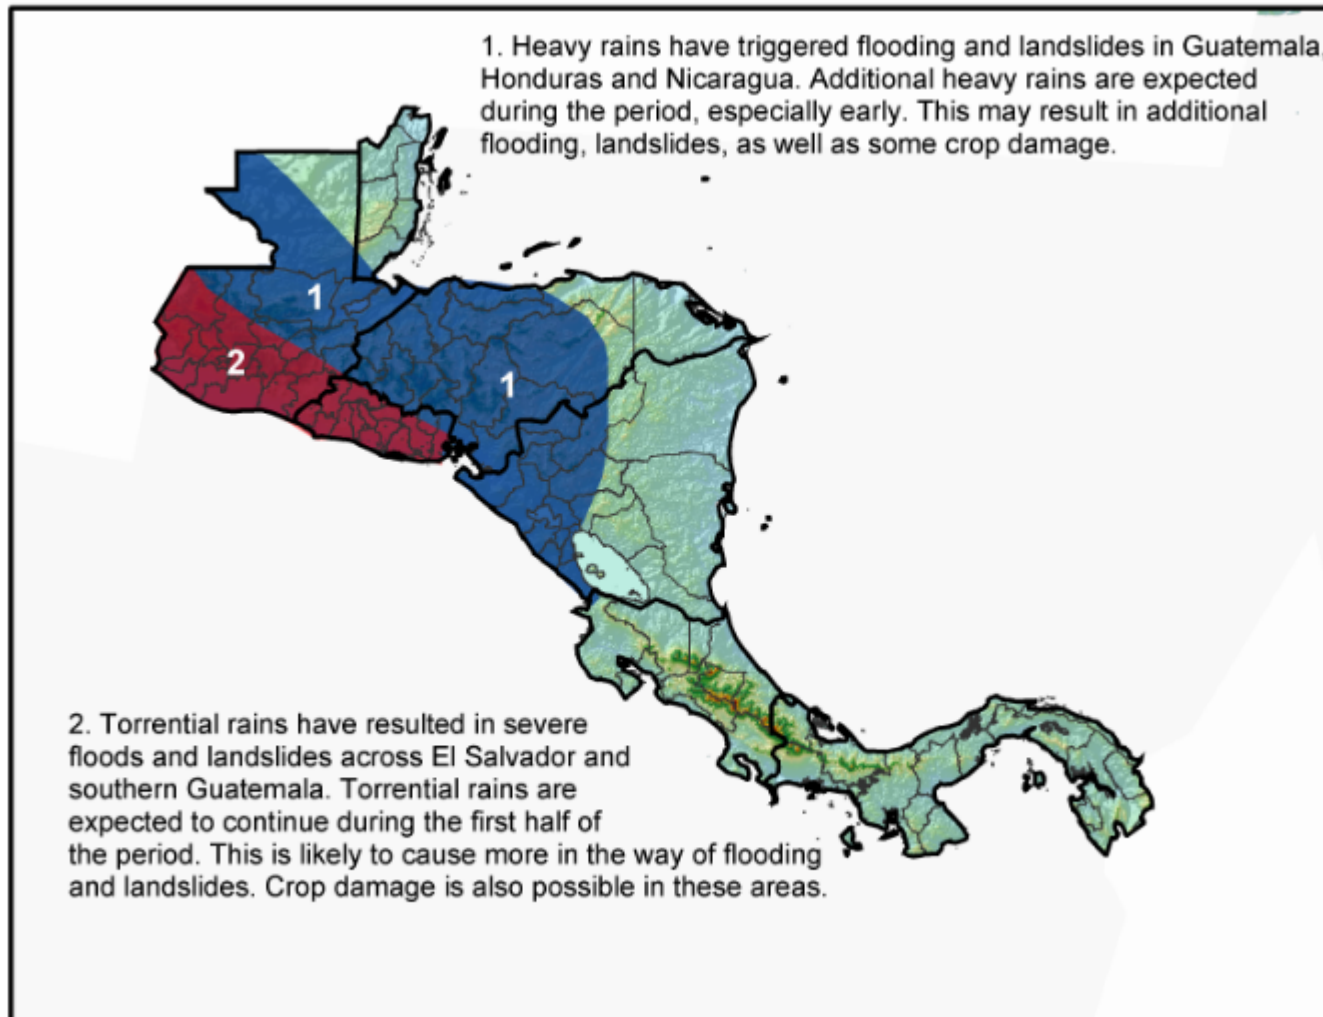 1. Heavy rains have triggered flooding and landslides in Guatemala,
Honduras and Nicaragua. Additional heavy rains are expected
during the period, especially early. This may result in additional
flooding, landslides, as well as some crop damage.
1
2
1
2. Torrential rains have resulted in severe
floods and landslides across El Salvador and
southern Guatemala. Torrential rains are
expected to continue during the first half of
the period. This is likely to cause more in the way of flooding
and landslides. Crop damage is also possible in these areas.